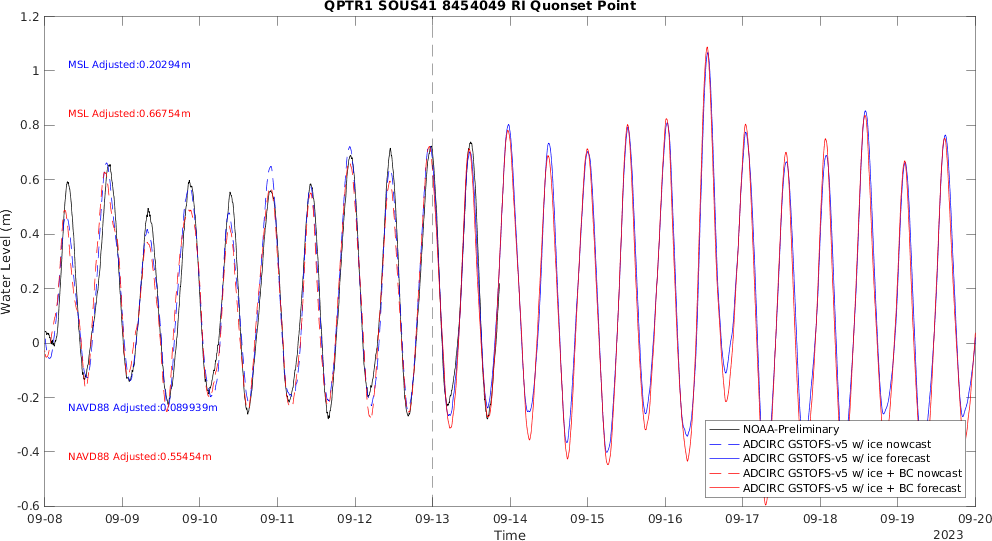 QPTR1 SOUS41 8454049 RI Quonset Point
1.2
1
0.8
0.6
0.4
0.2
0
-0.2
-0.4
-0.6
Water Level (m)
MSL Adjusted:0.20294m
MSL Adjusted:0.66754m
NAVD88 Adjusted:0.089939m
NAVD88 Adjusted:0.55454m
NOAA-Preliminary
ADCIRC GSTOFS-v5 w/ ice nowcast
ADCIRC GSTOFS-v5 w/ ice forecast
ADCIRC GSTOFS-v5 w/ ice + BC nowcast
ADCIRC GSTOFS-v5 w/ ice + BC forecast
09-08 09-09 09-10 09-11 09-12 09-13 09-14 09-15 09-16 09-17 09-18 09-19 09-20
Time
2023